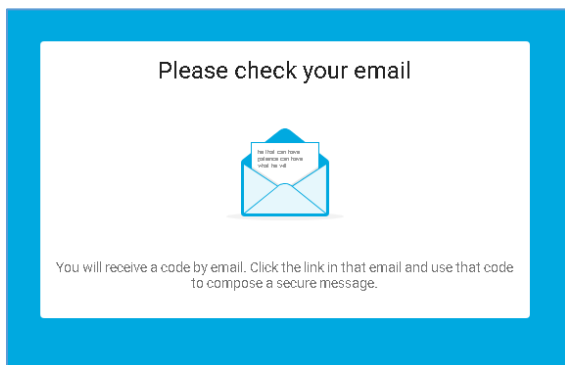 Please check your email
he that can have
patience can have
what he will
You will receive a code by email. Click the link in that email and use that code
to compose a secure message.